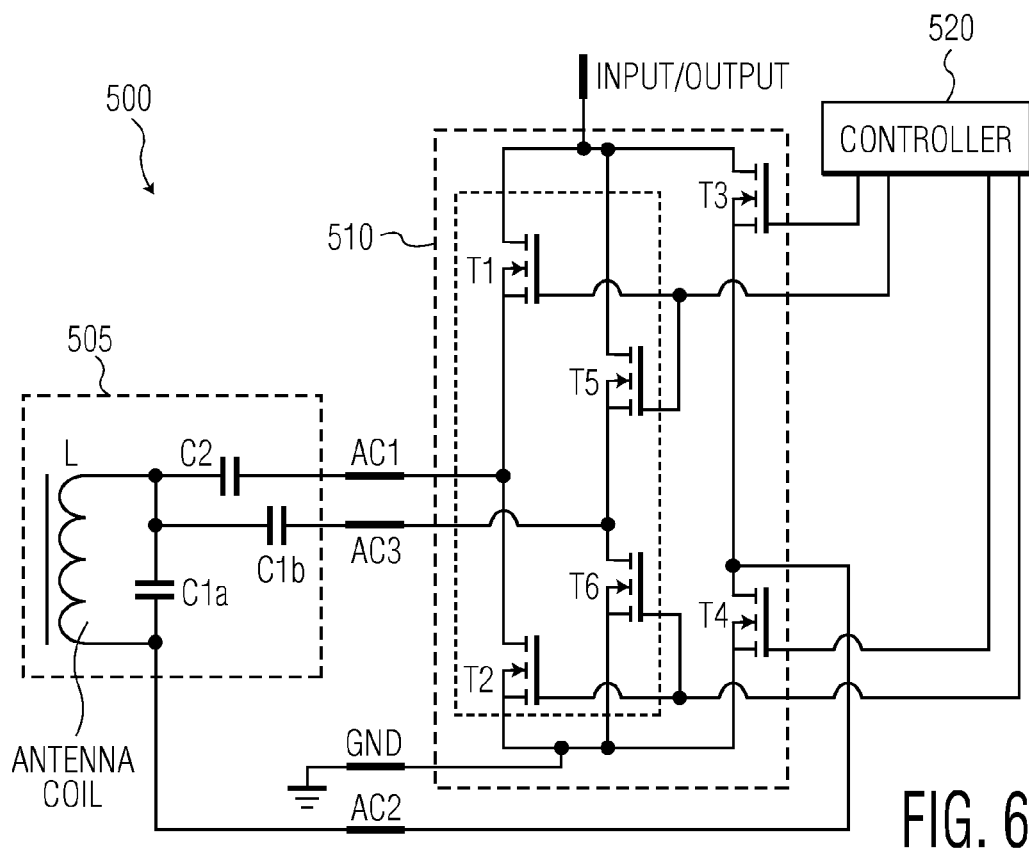 520
INPUT/OUTPUT
500
CONTROLLER
T3
510
T1
505
T5
L
C2
AC1
AC3
C1b
C1a
T6
T4
T2
GND
ANTENNA
COIL
AC2
FIG. 6